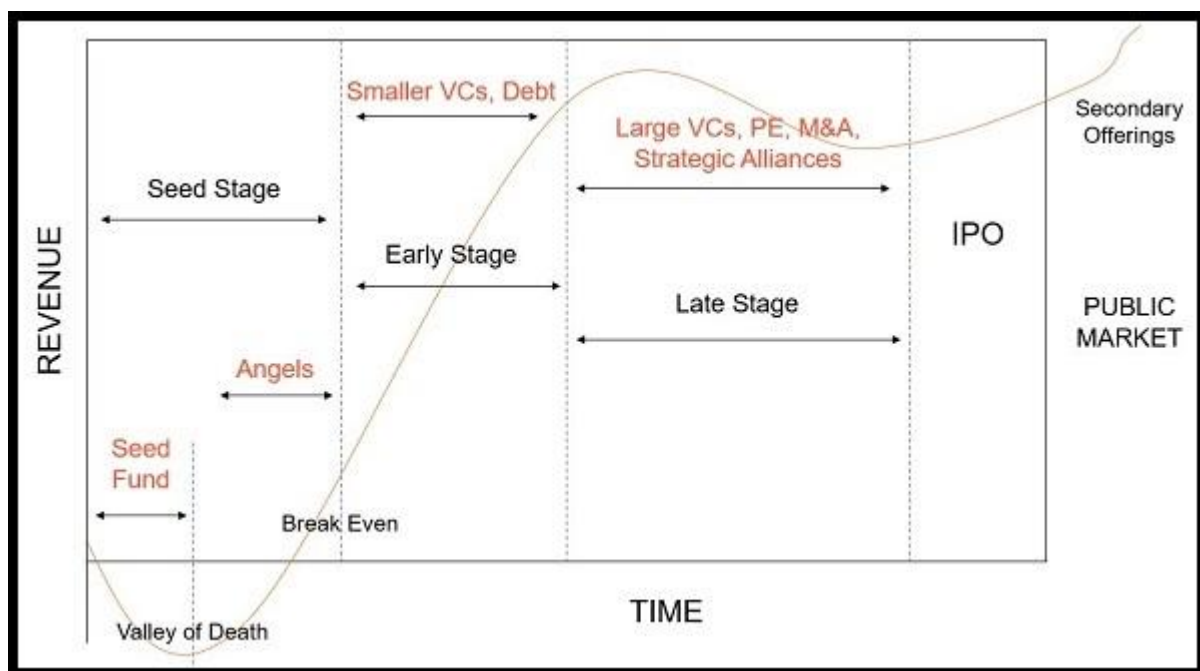 Smaller VCs, Debt
Large VCs, PE, M&A,
Strategic Alliances
Secondary
Offerings
Seed Stage
REVENUE
Early Stage
IPO
Late Stage
PUBLIC
MARKET
Angels
Seed
Fund
Break Even
TIME
Valley of Death